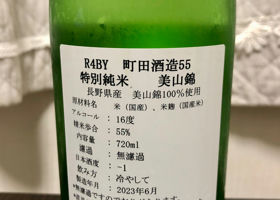 R4BY 町田酒造55
特別純米 美山錦
長野県産 美山錦100%使用
原材料名 : 米(国産)、米麹(国産米)
アルコール : 16度
精米歩合 : 55%
内容量 : 720ml
濾過 : 無濾過
日本酒度 : -1
飲み方 : 冷やして
製造年月 : 2023年6月